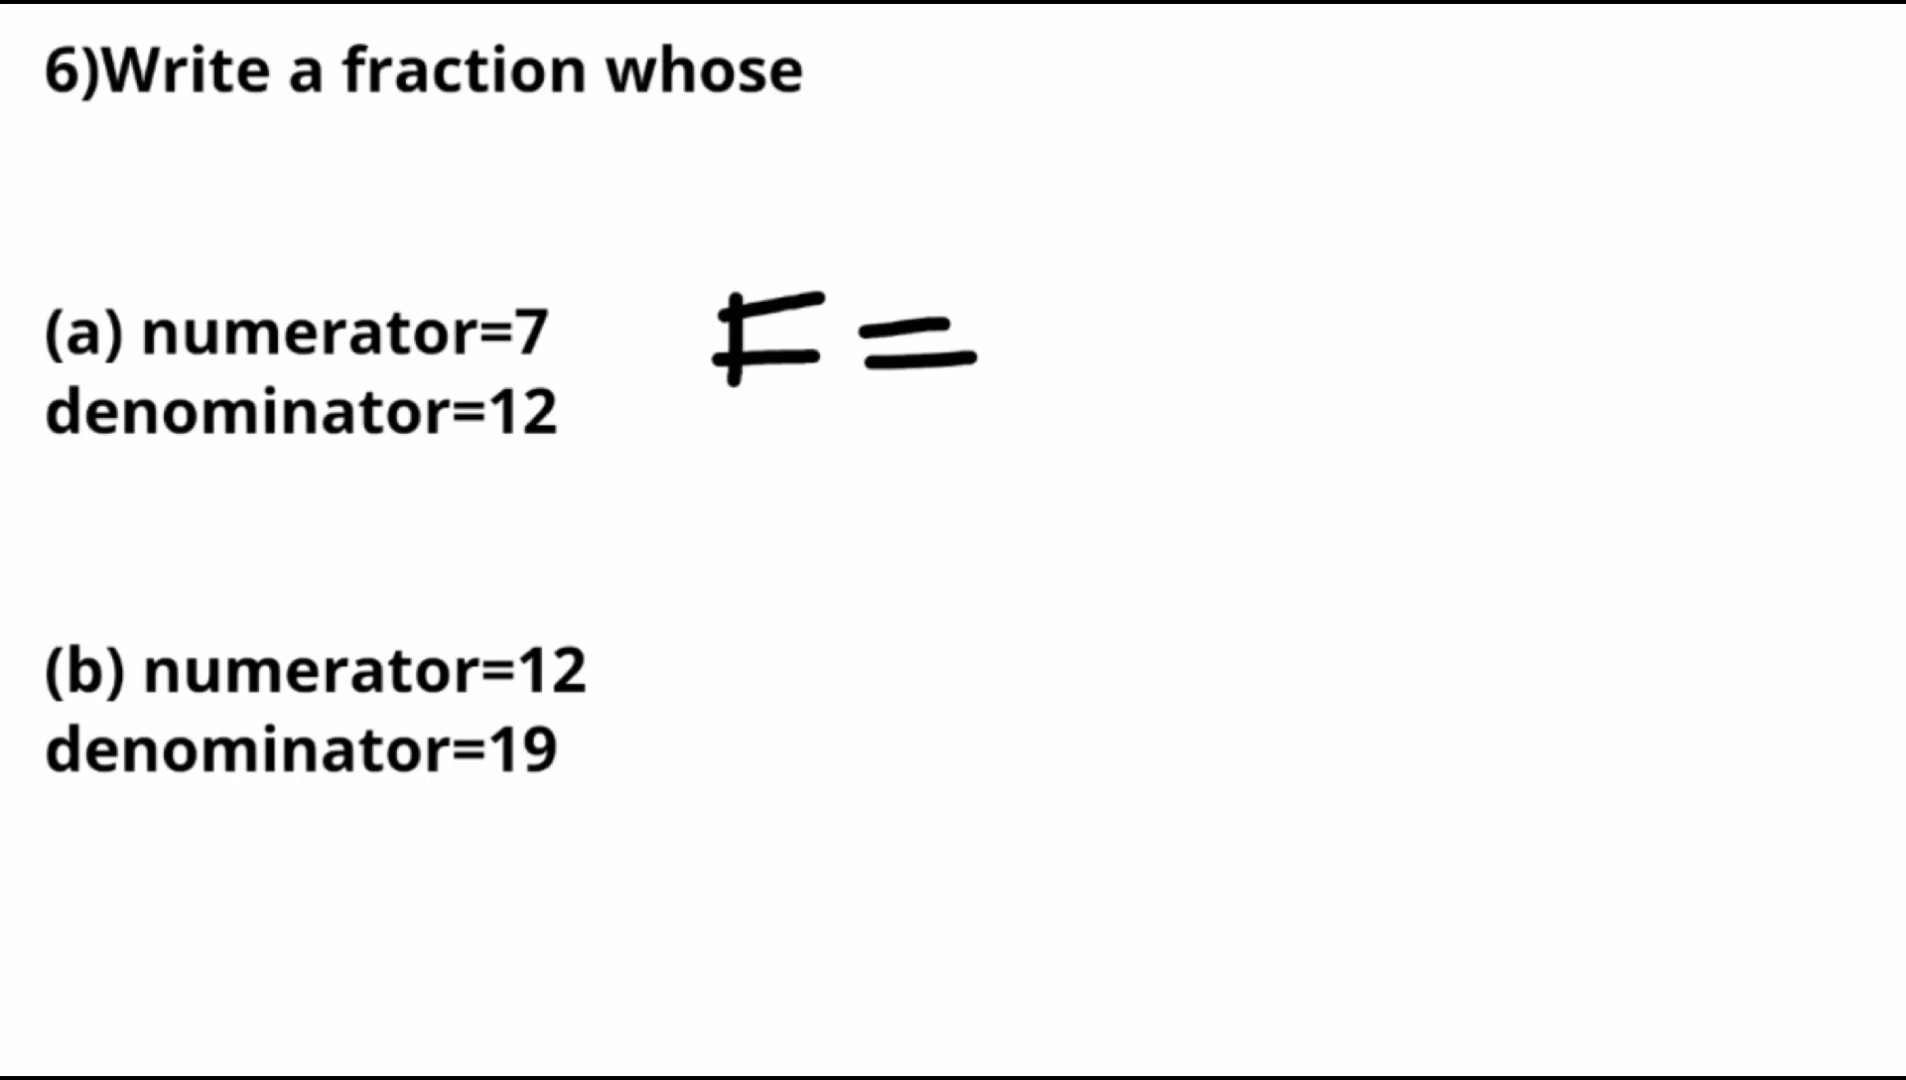 6)Write a fraction whose
(a) numerator=7
F =
denominator=12
(b) numerator=12
denominator=19